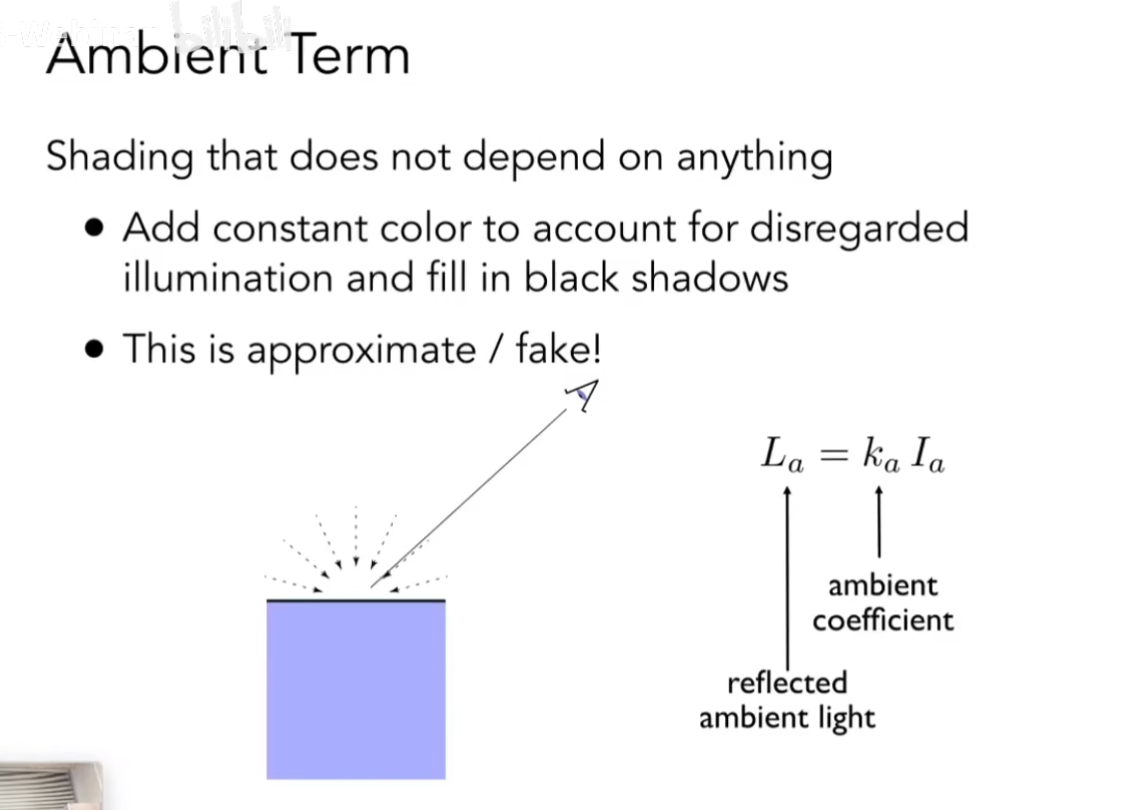 Ambient Term
Shading that does not depend on anything
• Add constant color to account for disregarded
illumination and fill in black shadows
• This is approximate / fake!
L_a = k_a I_a
ambient
coefficient
reflected
ambient light
bilibili